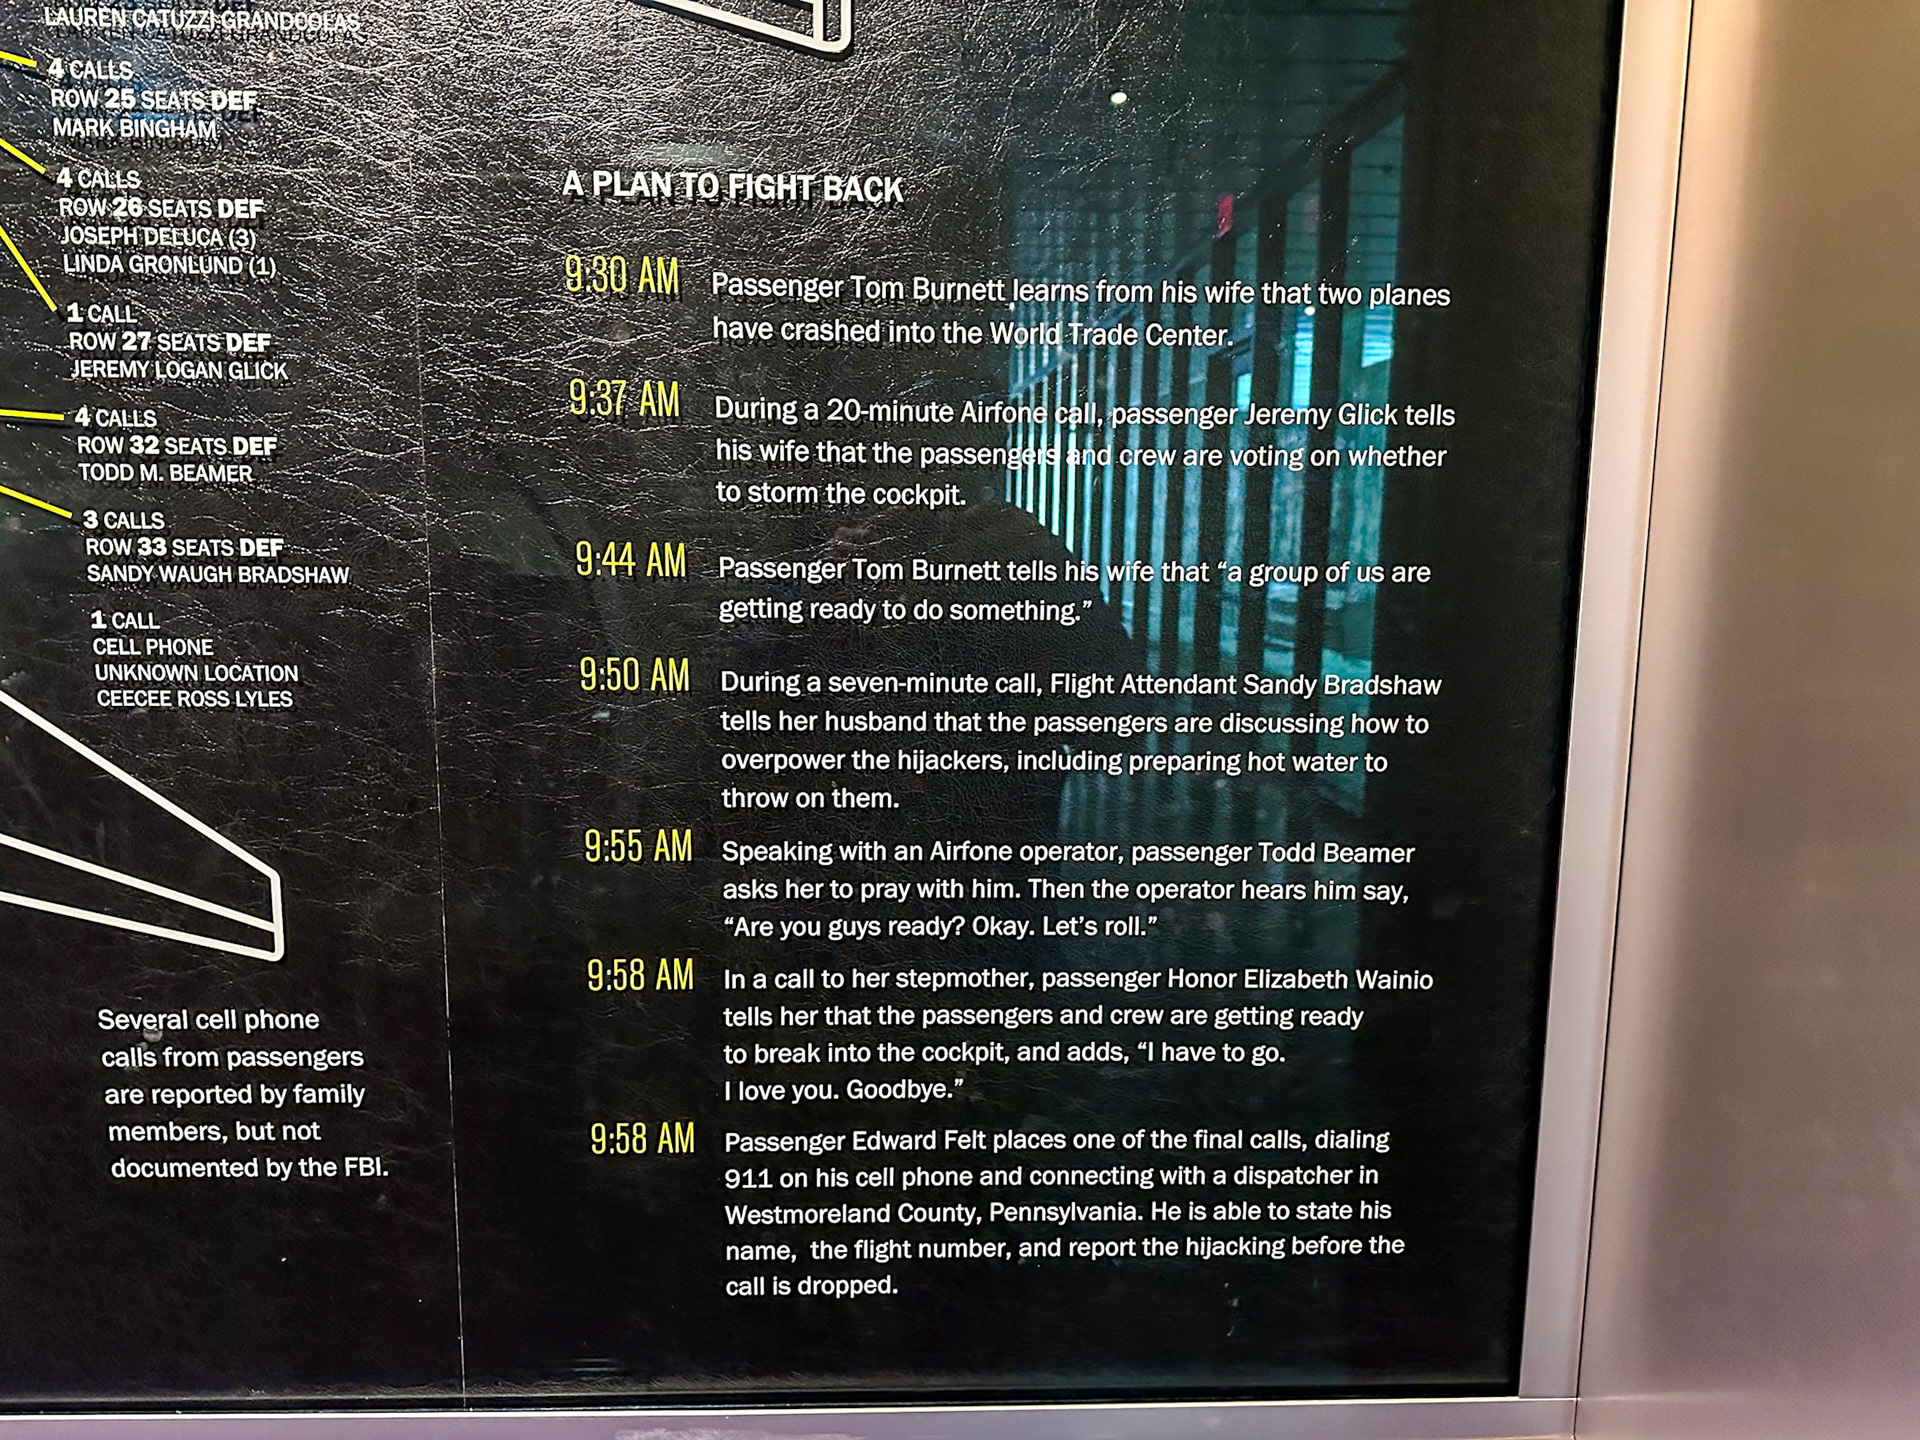 LAUREN CATUZZI GRANDCOLAS
4 CALLS
ROW 25 SEATS DEF
MARK BINGHAM
4 CALLS
ROW 26 SEATS DEF
JOSEPH DELUCA (3)
LINDA GRONLUND (1)
1 CALL
ROW 27 SEATS DEF
JEREMY LOGAN GLICK
4 CALLS
ROW 32 SEATS DEF
TODD M. BEAMER
3 CALLS
ROW 33 SEATS DEF
SANDY WAUGH BRADSHAW
1 CALL
CELL PHONE
UNKNOWN LOCATION
CEECEE ROSS LYLES
Several cell phone
calls from passengers
are reported by family
members, but not
documented by the FBI.
A PLAN TO FIGHT BACK
9:30 AM Passenger Tom Burnett learns from his wife that two planes
have crashed into the World Trade Center.
9:37 AM During a 20-minute Airfone call, passenger Jeremy Glick tells
his wife that the passengers and crew are voting on whether
to storm the cockpit.
9:44 AM Passenger Tom Burnett tells his wife that “a group of us are
getting ready to do something.”
9:50 AM During a seven-minute call, Flight Attendant Sandy Bradshaw
tells her husband that the passengers are discussing how to
overpower the hijackers, including preparing hot water to
throw on them.
9:55 AM Speaking with an Airfone operator, passenger Todd Beamer
asks her to pray with him. Then the operator hears him say,
“Are you guys ready? Okay. Let’s roll.”
9:58 AM In a call to her stepmother, passenger Honor Elizabeth Wainio
tells her that the passengers and crew are getting ready
to break into the cockpit, and adds, “I have to go.
I love you. Goodbye.”
9:58 AM Passenger Edward Felt places one of the final calls, dialing
911 on his cell phone and connecting with a dispatcher in
Westmoreland County, Pennsylvania. He is able to state his
name, the flight number, and report the hijacking before the
call is dropped.